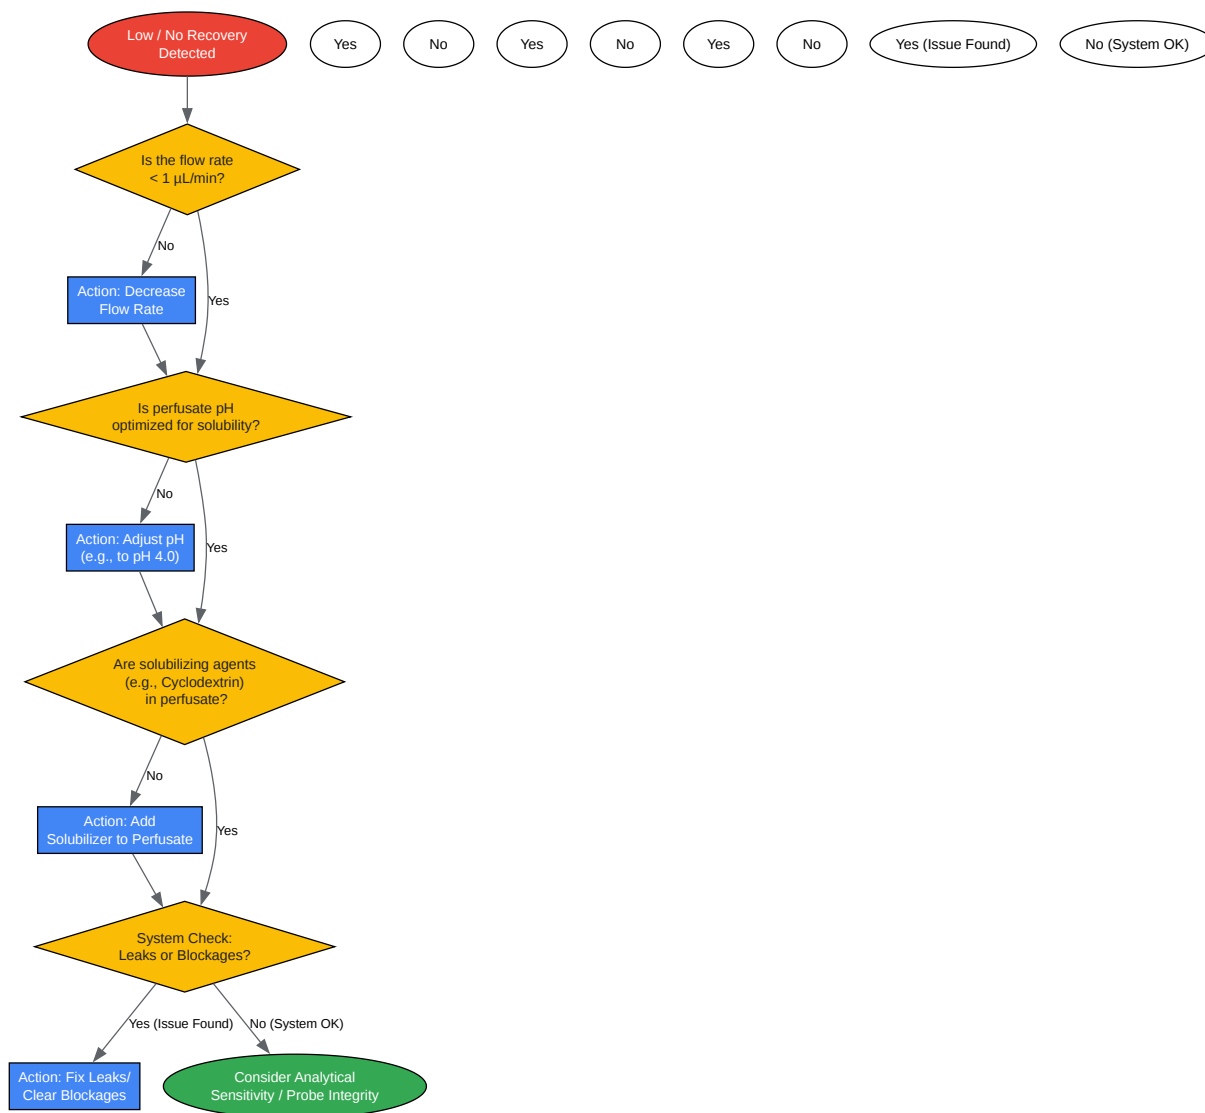 Low / No Recovery
Detected
Yes
No
Yes
No
Yes
No
Yes (Issue Found)
No (System OK)
Is the flow rate
< 1 µL/min?
No
Action: Decrease
Flow Rate
Yes
Is perfusate pH
optimized for solubility?
No
Action: Adjust pH
(e.g., to pH 4.0)
Yes
Are solubilizing agents
(e.g., Cyclodextrin)
in perfusate?
No
Action: Add
Solubilizer to Perfusate
Yes
System Check:
Leaks or Blockages?
Yes (Issue Found)
No (System OK)
Action: Fix Leaks/
Clear Blockages
Consider Analytical
Sensitivity / Probe Integrity